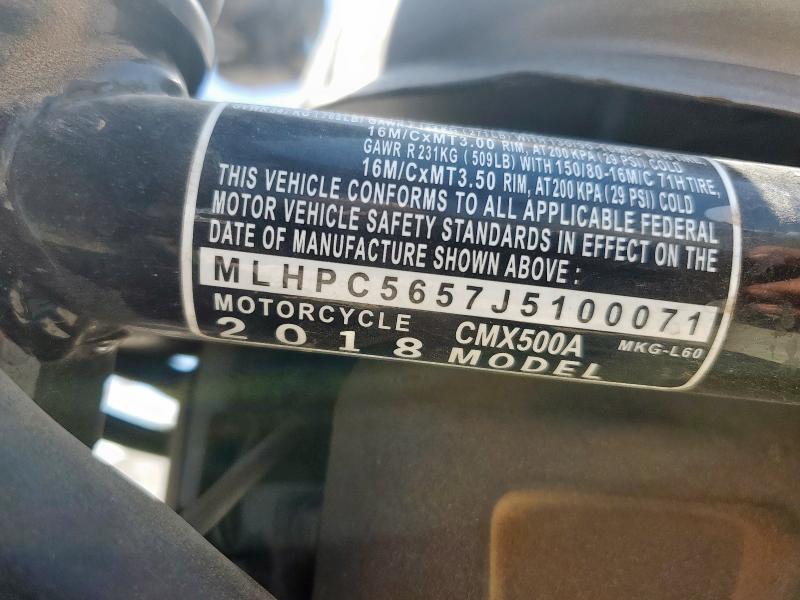 16M/CxMT3.00 RIM, AT 200 KPA (29 PSI) COLD
GAWR R 231KG (509LB) WITH 150/80-16M/C 71H TIRE,
16M/CxMT3.50 RIM, AT 200 KPA (29 PSI) COLD
THIS VEHICLE CONFORMS TO ALL APPLICABLE FEDERAL
MOTOR VEHICLE SAFETY STANDARDS IN EFFECT ON THE
DATE OF MANUFACTURE SHOWN ABOVE :
MLHPC5657J5100071
MOTORCYCLE CMX500A MKG-L60
2018 MODEL